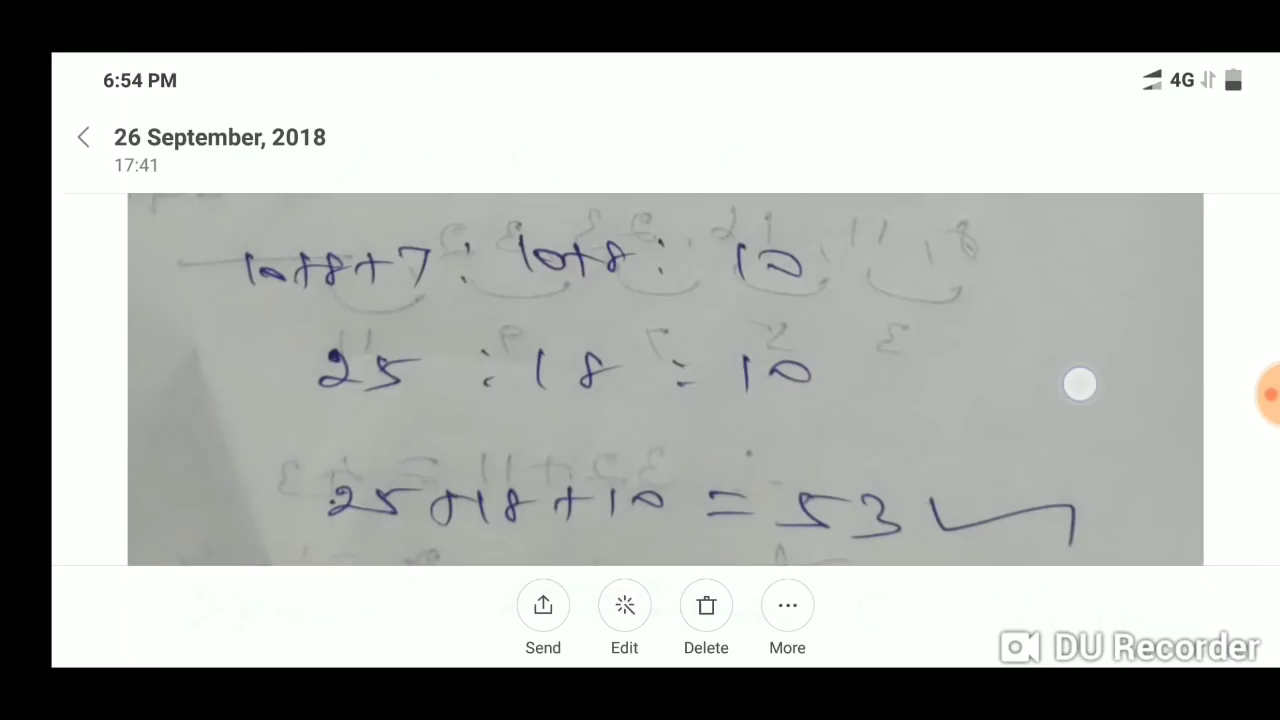 6:54 PM
4G
26 September, 2018
17:41
10+8+7 : 10+8 : 10
25 : 18 : 10
25+18+10 = 53
Send
Edit
Delete
More
DU Recorder